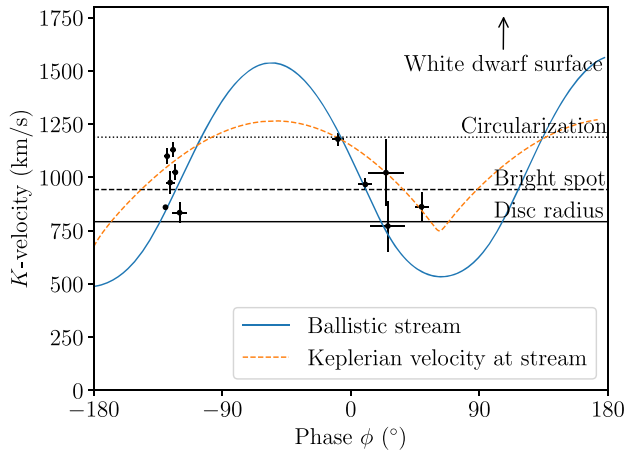 1750
1500
1250
1000
750
500
250
0
K-velocity (km/s)
White dwarf surface
Circularization
Bright spot
Disc radius
Ballistic stream
Keplerian velocity at stream
−180
−90
0
90
180
Phase ϕ (°)